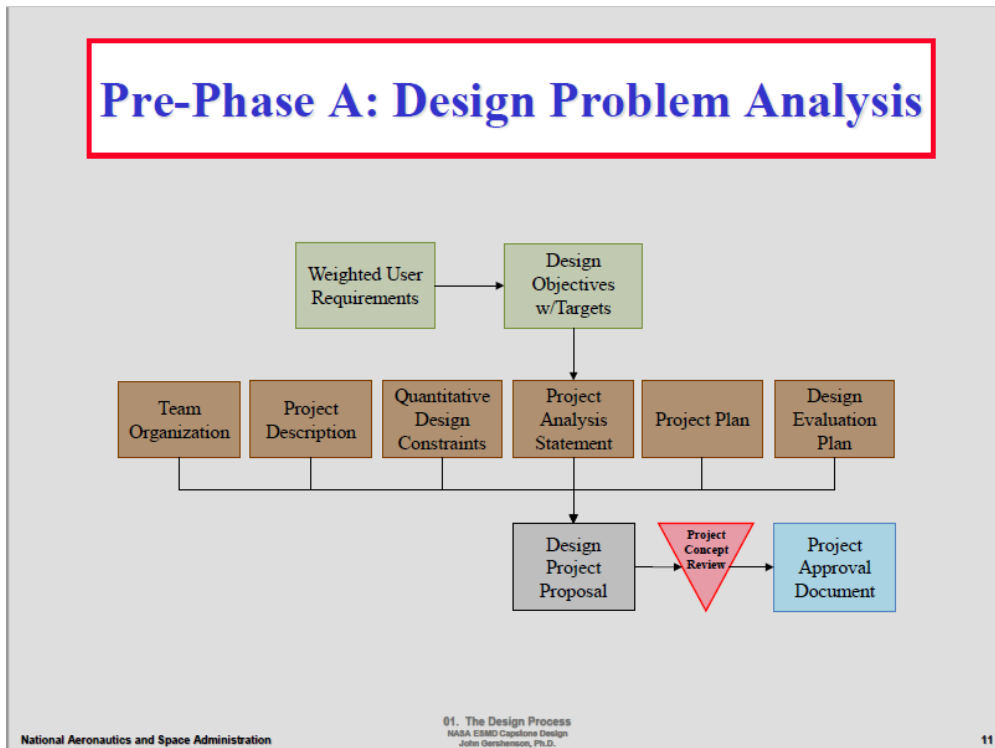 Pre-Phase A: Design Problem Analysis
Weighted User
Requirements
Design
Objectives
w/Targets
Team
Organization
Project
Description
Quantitative
Design
Constraints
Project
Analysis
Statement
Project Plan
Design
Evaluation
Plan
Design
Project
Proposal
Project
Concept
Review
Project
Approval
Document
National Aeronautics and Space Administration
01. The Design Process
NASA ESMD Capstone Design
John Gershenson, Ph.D.
11